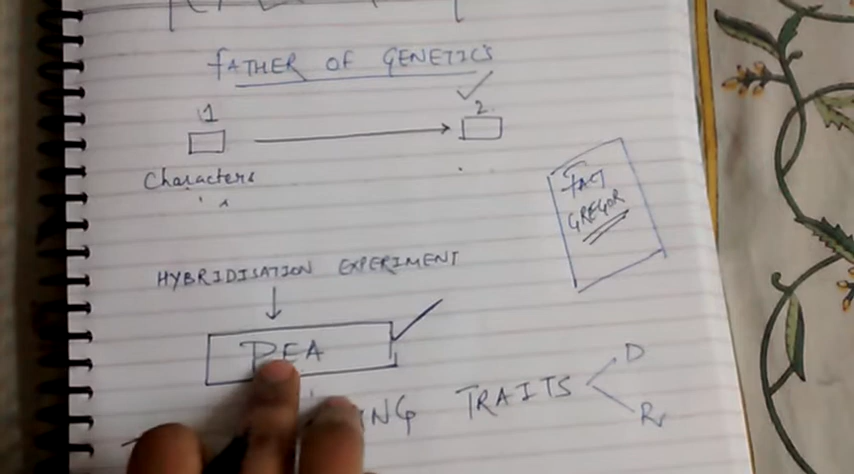 FATHER OF GENETICS
1 2
Characters
FACT
GREGOR
HYBRIDISATION EXPERIMENT
PEA
TRAITS D
R